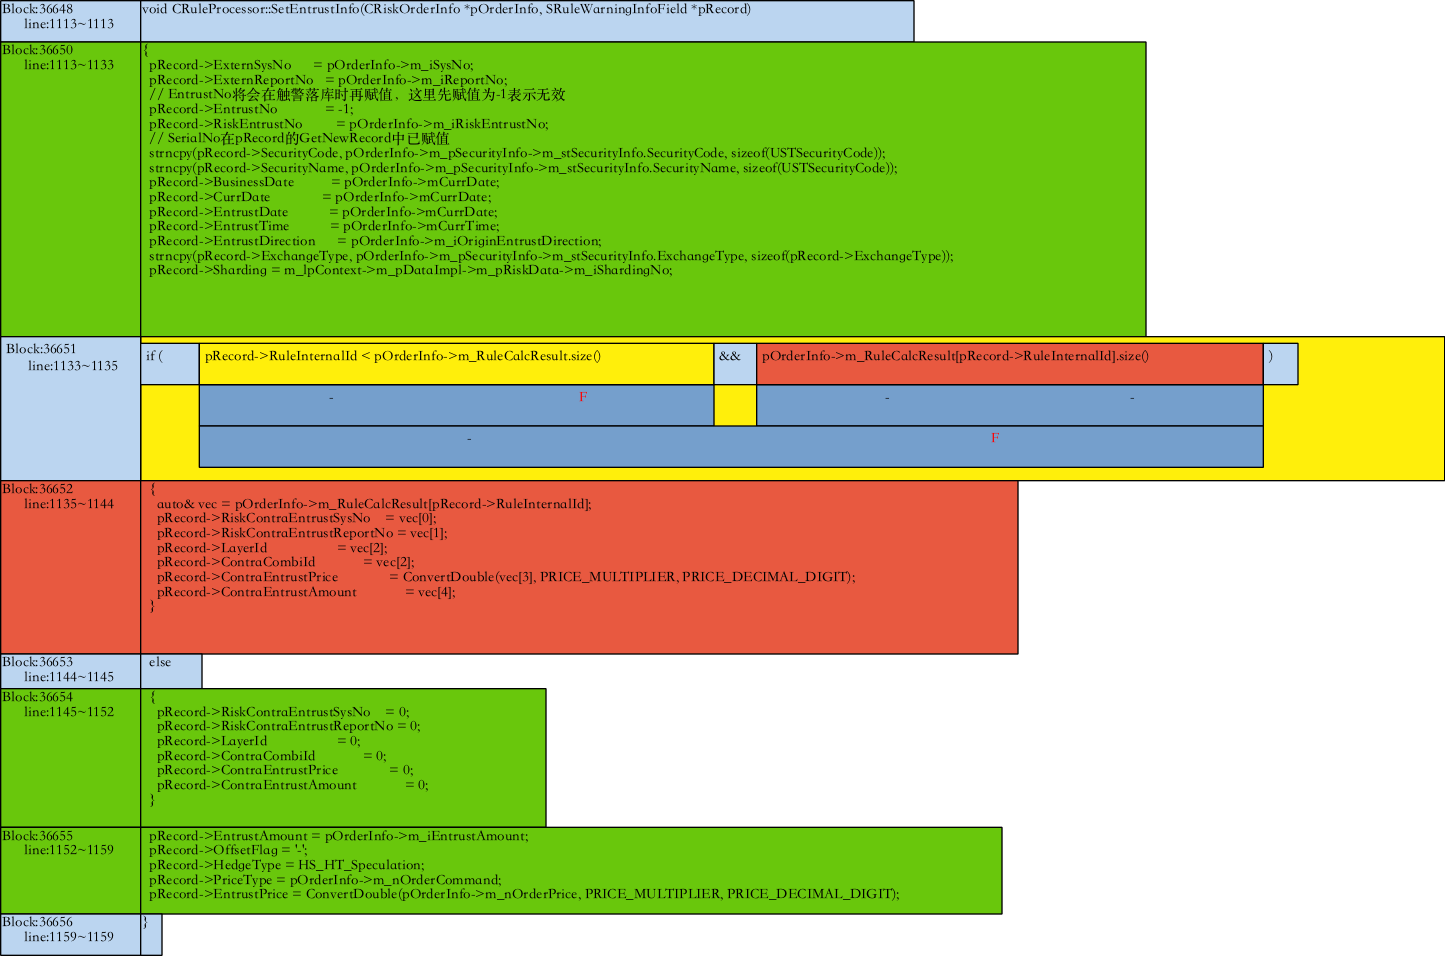 Block:36648 void CRuleProcessor::SetEntrustInfo(CRiskOrderInfo *pOrderInfo, SRuleWarningInfoField *pRecord)
line:1113~1113
Block:36650 {
line:1113~1133 pRecord->ExternSysNo = pOrderInfo->m_iSysNo;
pRecord->ExternReportNo = pOrderInfo->m_iReportNo;
// EntrustNo将会在触警落库时再赋值，这里先赋值为-1表示无效
pRecord->EntrustNo = -1;
pRecord->RiskEntrustNo = pOrderInfo->m_iRiskEntrustNo;
// SerialNo在pRecord的GetNewRecord中已赋值
strncpy(pRecord->SecurityCode, pOrderInfo->m_pSecurityInfo->m_stSecurityInfo.SecurityCode, sizeof(USTSecurityCode));
strncpy(pRecord->SecurityName, pOrderInfo->m_pSecurityInfo->m_stSecurityInfo.SecurityName, sizeof(USTSecurityCode));
pRecord->BusinessDate = pOrderInfo->mCurrDate;
pRecord->CurrDate = pOrderInfo->mCurrDate;
pRecord->EntrustDate = pOrderInfo->mCurrDate;
pRecord->EntrustTime = pOrderInfo->mCurrTime;
pRecord->EntrustDirection = pOrderInfo->m_iOriginEntrustDirection;
strncpy(pRecord->ExchangeType, pOrderInfo->m_pSecurityInfo->m_stSecurityInfo.ExchangeType, sizeof(pRecord->ExchangeType));
pRecord->Sharding = m_lpContext->m_pDataImpl->m_pRiskData->m_iShardingNo;
Block:36651 if ( pRecord->RuleInternalId < pOrderInfo->m_RuleCalcResult.size() && pOrderInfo->m_RuleCalcResult[pRecord->RuleInternalId].size() )
line:1133~1135
- F - -
- F
Block:36652 {
line:1135~1144 auto& vec = pOrderInfo->m_RuleCalcResult[pRecord->RuleInternalId];
pRecord->RiskContraEntrustSysNo = vec[0];
pRecord->RiskContraEntrustReportNo = vec[1];
pRecord->LayerId = vec[2];
pRecord->ContraCombiId = vec[2];
pRecord->ContraEntrustPrice = ConvertDouble(vec[3], PRICE_MULTIPLIER, PRICE_DECIMAL_DIGIT);
pRecord->ContraEntrustAmount = vec[4];
}
Block:36653 else
line:1144~1145
Block:36654 {
line:1145~1152 pRecord->RiskContraEntrustSysNo = 0;
pRecord->RiskContraEntrustReportNo = 0;
pRecord->LayerId = 0;
pRecord->ContraCombiId = 0;
pRecord->ContraEntrustPrice = 0;
pRecord->ContraEntrustAmount = 0;
}
Block:36655 pRecord->EntrustAmount = pOrderInfo->m_iEntrustAmount;
line:1152~1159 pRecord->OffsetFlag = '-';
pRecord->HedgeType = HS_HT_Speculation;
pRecord->PriceType = pOrderInfo->m_nOrderCommand;
pRecord->EntrustPrice = ConvertDouble(pOrderInfo->m_nOrderPrice, PRICE_MULTIPLIER, PRICE_DECIMAL_DIGIT);
Block:36656 }
line:1159~1159